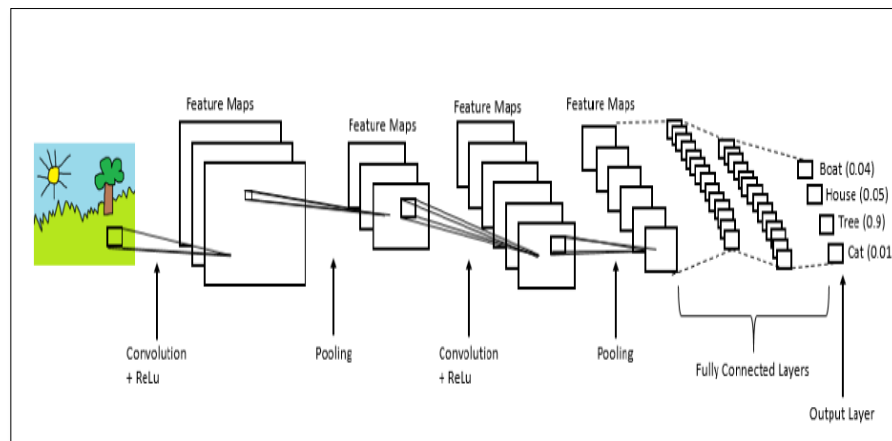 Feature Maps
Feature Maps
Feature Maps
Feature Maps
Boat (0.04)
House (0.05)
Tree (0.9)
Cat (0.01
Convolution
+ ReLu
Pooling
Convolution
+ ReLu
Pooling
Fully Connected Layers
Output Layer